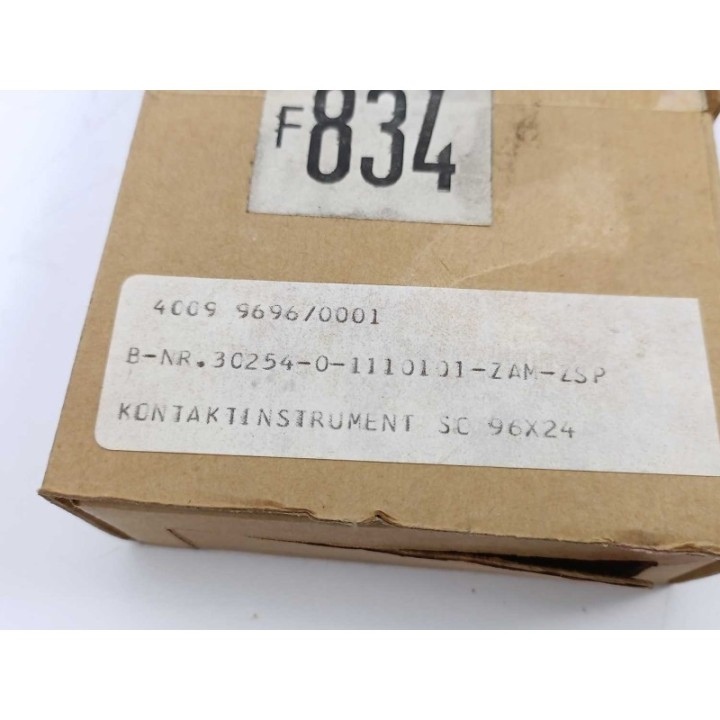 F834
4009 9696/0001
B-NR.30254-0-1110101-ZAM-ZSP
KONTAKTINSTRUMENT SC 96X24